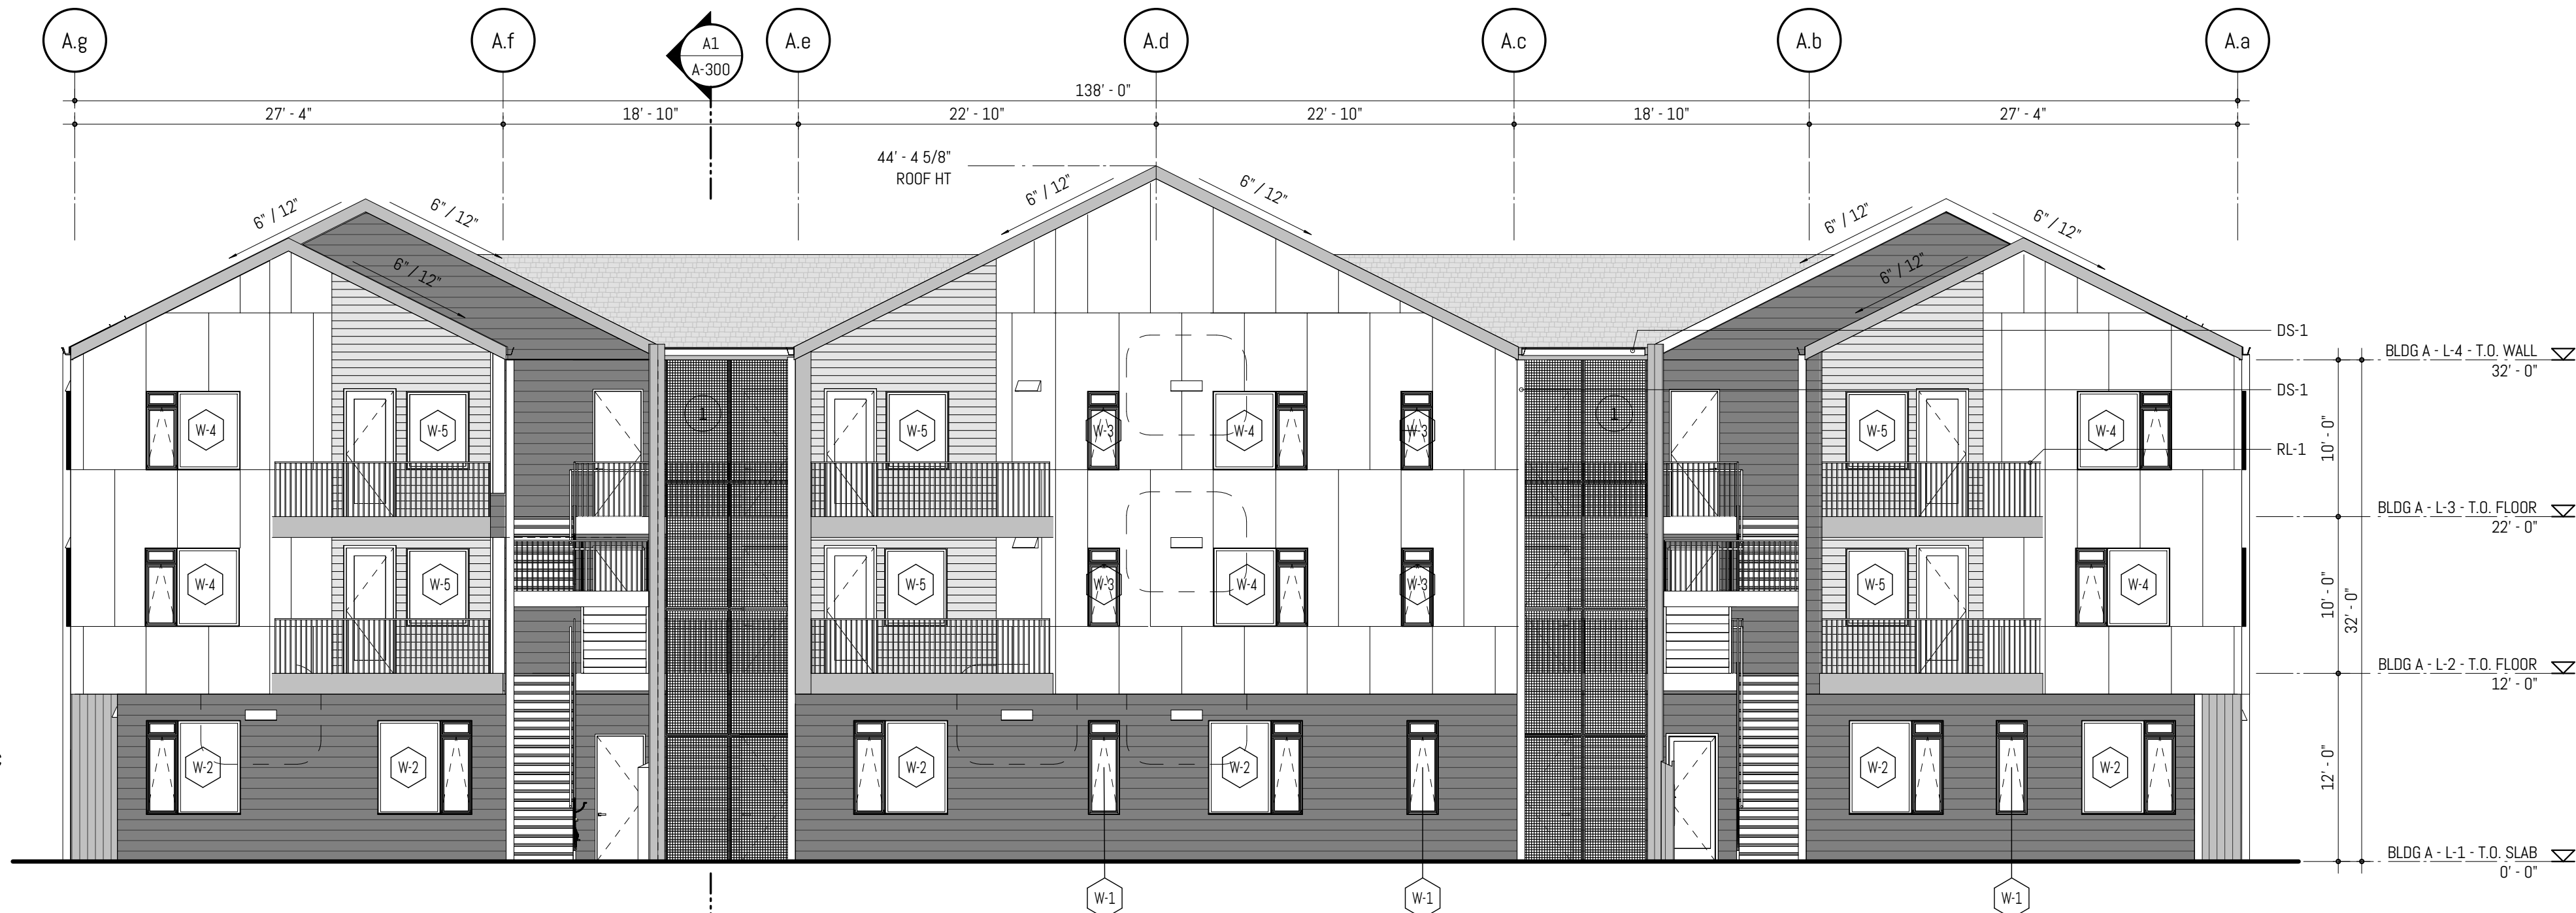 A.g
A.f
A1
A-300
A.e
A.d
A.c
A.b
A.a
138' - 0"
27' - 4"
18' - 10"
22' - 10"
22' - 10"
18' - 10"
27' - 4"
44' - 4 5/8"
ROOF HT
6" / 12"
6" / 12"
6" / 12"
6" / 12"
6" / 12"
6" / 12"
6" / 12"
6" / 12"
DS-1
BLDG A - L-4 - T.O. WALL
32' - 0"
DS-1
1
1
W-4
W-5
W-5
W-3
W-4
W-3
W-5
W-4
10' - 0"
RL-1
BLDG A - L-3 - T.O. FLOOR
22' - 0"
W-4
W-5
W-5
W-3
W-4
W-3
W-5
W-4
10' - 0"
32' - 0"
BLDG A - L-2 - T.O. FLOOR
12' - 0"
W-2
W-2
W-2
W-2
W-2
W-2
12' - 0"
BLDG A - L-1 - T.O. SLAB
0' - 0"
W-1
W-1
W-1